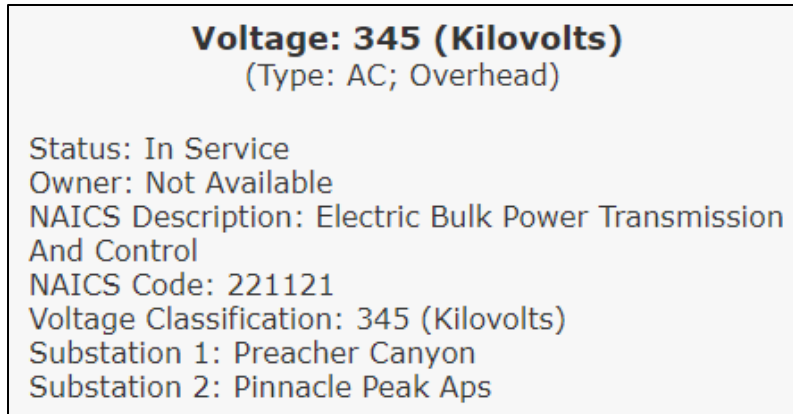 Voltage: 345 (Kilovolts)
(Type: AC; Overhead)
Status: In Service
Owner: Not Available
NAICS Description: Electric Bulk Power Transmission
And Control
NAICS Code: 221121
Voltage Classification: 345 (Kilovolts)
Substation 1: Preacher Canyon
Substation 2: Pinnacle Peak Aps